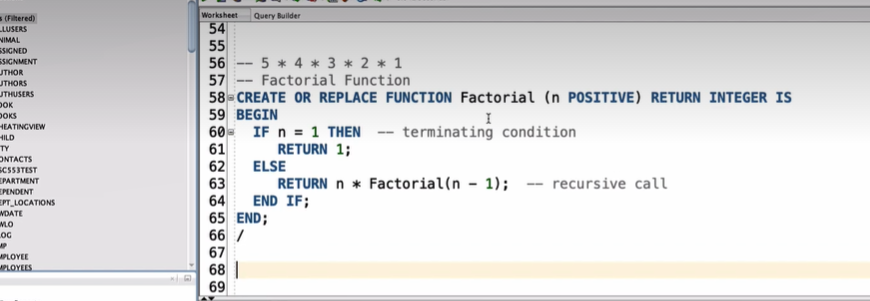 s (Filtered)
LLUSERS
NIMAL
SSIGNED
SSIGNMENT
UTHOR
UTHORS
UTHUSERS
OOK
OOKS
HEATINGVIEW
HILD
TY
ONTACTS
SC553TEST
EPARTMENT
EPENDENT
EPT_LOCATIONS
WDATE
WLO
LOG
MP
MPLOYEE
MPLOYEES
Worksheet Query Builder
54
55
56 -- 5 * 4 * 3 * 2 * 1
57 -- Factorial Function
58 CREATE OR REPLACE FUNCTION Factorial (n POSITIVE) RETURN INTEGER IS
59 BEGIN
60 IF n = 1 THEN -- terminating condition
61 RETURN 1;
62 ELSE
63 RETURN n * Factorial(n - 1); -- recursive call
64 END IF;
65 END;
66 /
67
68
69